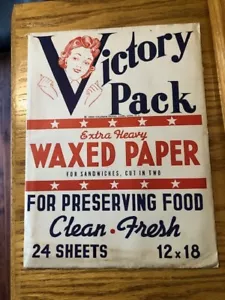 Victory
Pack
Extra Heavy
WAXED PAPER
FOR SANDWICHES, CUT IN TWO
FOR PRESERVING FOOD
Clean · Fresh
24 SHEETS 12 x 18